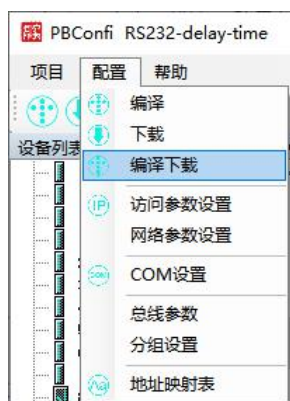 PBConfi RS232-delay-time
项目 配置 帮助
编译
设备列表
下载
编译下载
访问参数设置
网络参数设置
COM设置
总线参数
分组设置
地址映射表